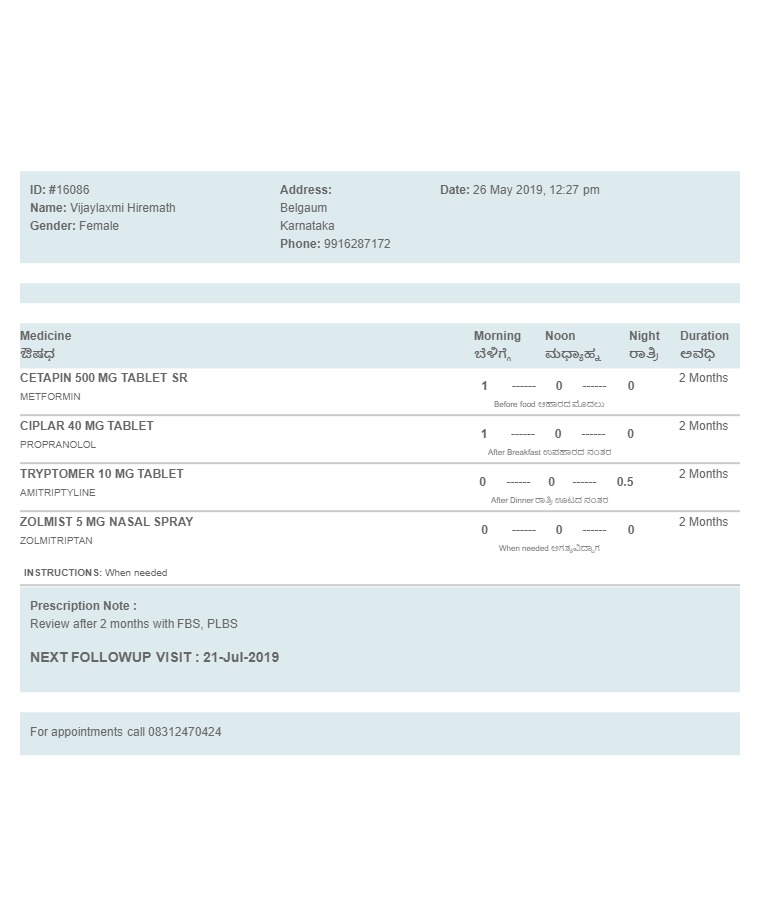 ID: #16086
Name: Vijaylaxmi Hiremath
Gender: Female
Address:
Belgaum
Karnataka
Phone: 9916287172
Date: 26 May 2019, 12:27 pm
Medicine Morning Noon Night Duration
ಔಷಧ ಬೆಳಿಗ್ಗೆ ಮಧ್ಯಾಹ್ನ ರಾತ್ರಿ ಅವಧಿ
CETAPIN 500 MG TABLET SR 1 ------ 0 ------ 0 2 Months
METFORMIN
Before food ಆಹಾರದ ಮೊದಲು
CIPLAR 40 MG TABLET 1 ------ 0 ------ 0 2 Months
PROPRANOLOL
After Breakfast ಉಪಹಾರದ ನಂತರ
TRYPTOMER 10 MG TABLET 0 ------ 0 ------ 0.5 2 Months
AMITRIPTYLINE
After Dinner ರಾತ್ರಿ ಊಟದ ನಂತರ
ZOLMIST 5 MG NASAL SPRAY 0 ------ 0 ------ 0 2 Months
ZOLMITRIPTAN
When needed ಅಗತ್ಯವಿದ್ದಾಗ
INSTRUCTIONS: When needed
Prescription Note :
Review after 2 months with FBS, PLBS
NEXT FOLLOWUP VISIT : 21-Jul-2019
For appointments call 08312470424